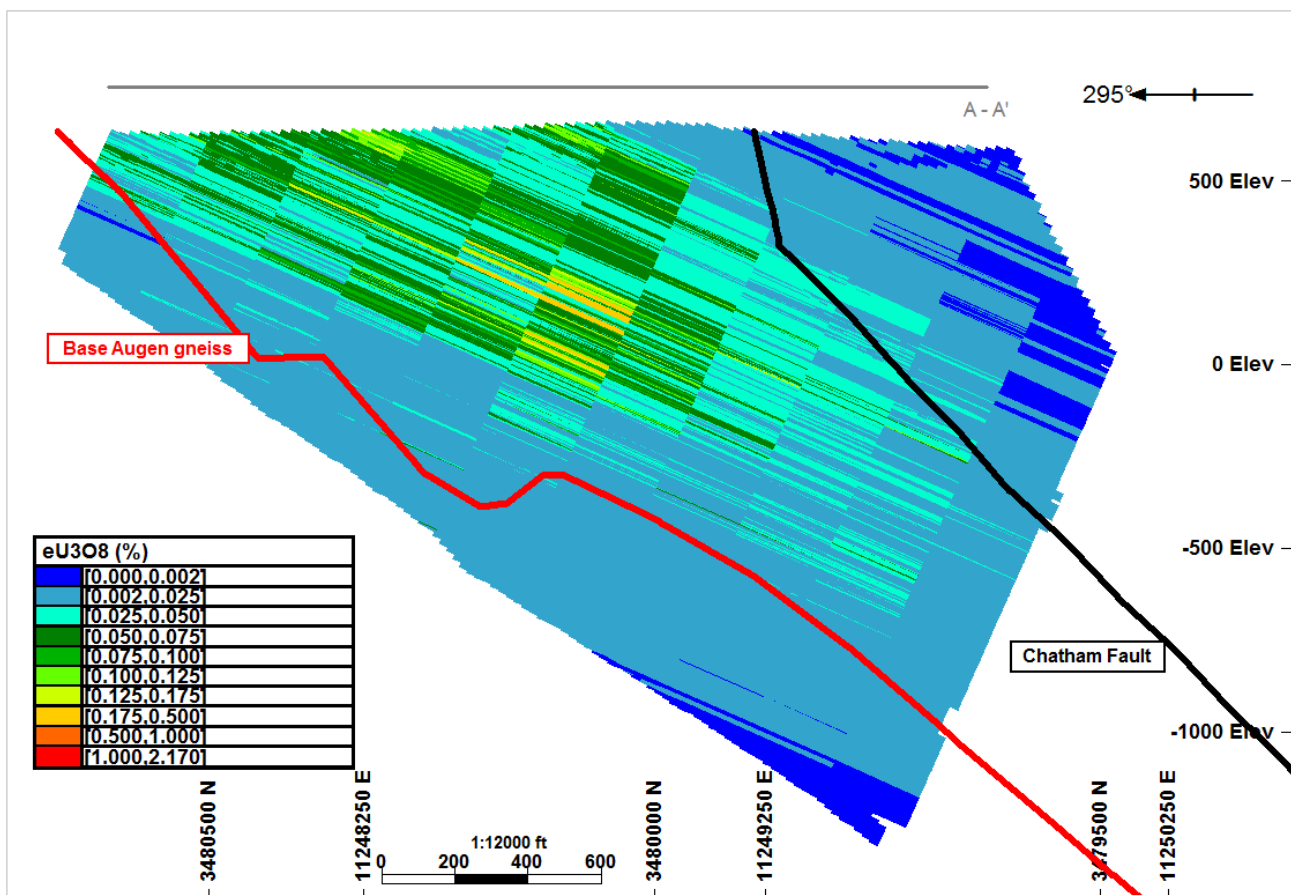 A - A'
295°
500 Elev
0 Elev
-500 Elev
-1000 Elev
Base Augen gneiss
Chatham Fault
eU3O8 (%)
[0.000,0.002]
[0.002,0.025]
[0.025,0.050]
[0.050,0.075]
[0.075,0.100]
[0.100,0.125]
[0.125,0.175]
[0.175,0.500]
[0.500,1.000]
[1.000,2.170]
3480500 N
11248250 E
3480000 N
11249250 E
3479500 N
11250250 E
1:12000 ft
0 200 400 600